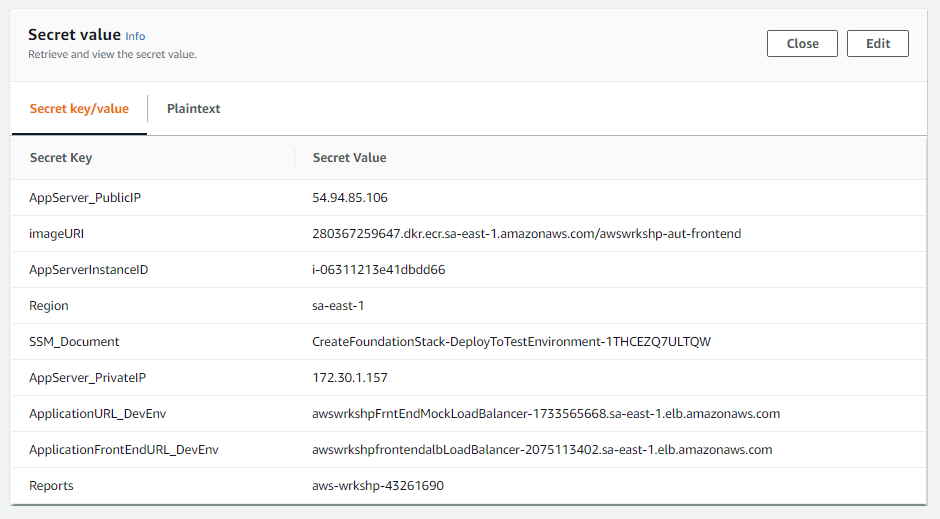 Secret value Info
Retrieve and view the secret value.
Close Edit
Secret key/value Plaintext
Secret Key Secret Value
AppServer_PublicIP 54.94.85.106
imageURI 280367259647.dkr.ecr.sa-east-1.amazonaws.com/awswrkshp-aut-frontend
AppServerInstanceID i-06311213e41dbdd66
Region sa-east-1
SSM_Document CreateFoundationStack-DeployToTestEnvironment-1THCEZQ7ULTQW
AppServer_PrivateIP 172.30.1.157
ApplicationURL_DevEnv awswrkshpFrntEndMockLoadBalancer-1733565668.sa-east-1.elb.amazonaws.com
ApplicationFrontEndURL_DevEnv awswrkshpfrontendalbLoadBalancer-2075113402.sa-east-1.elb.amazonaws.com
Reports aws-wrkshp-43261690